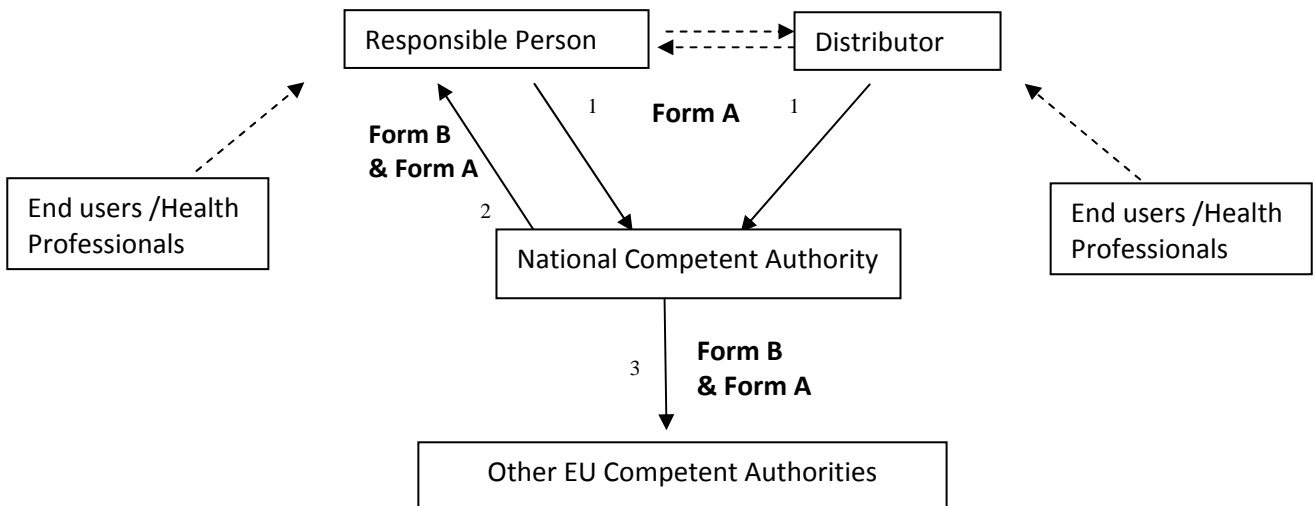 Responsible Person
Distributor
1
Form A
1
Form B
& Form A
2
End users /Health
Professionals
End users /Health
Professionals
National Competent Authority
3
Form B
& Form A
Other EU Competent Authorities